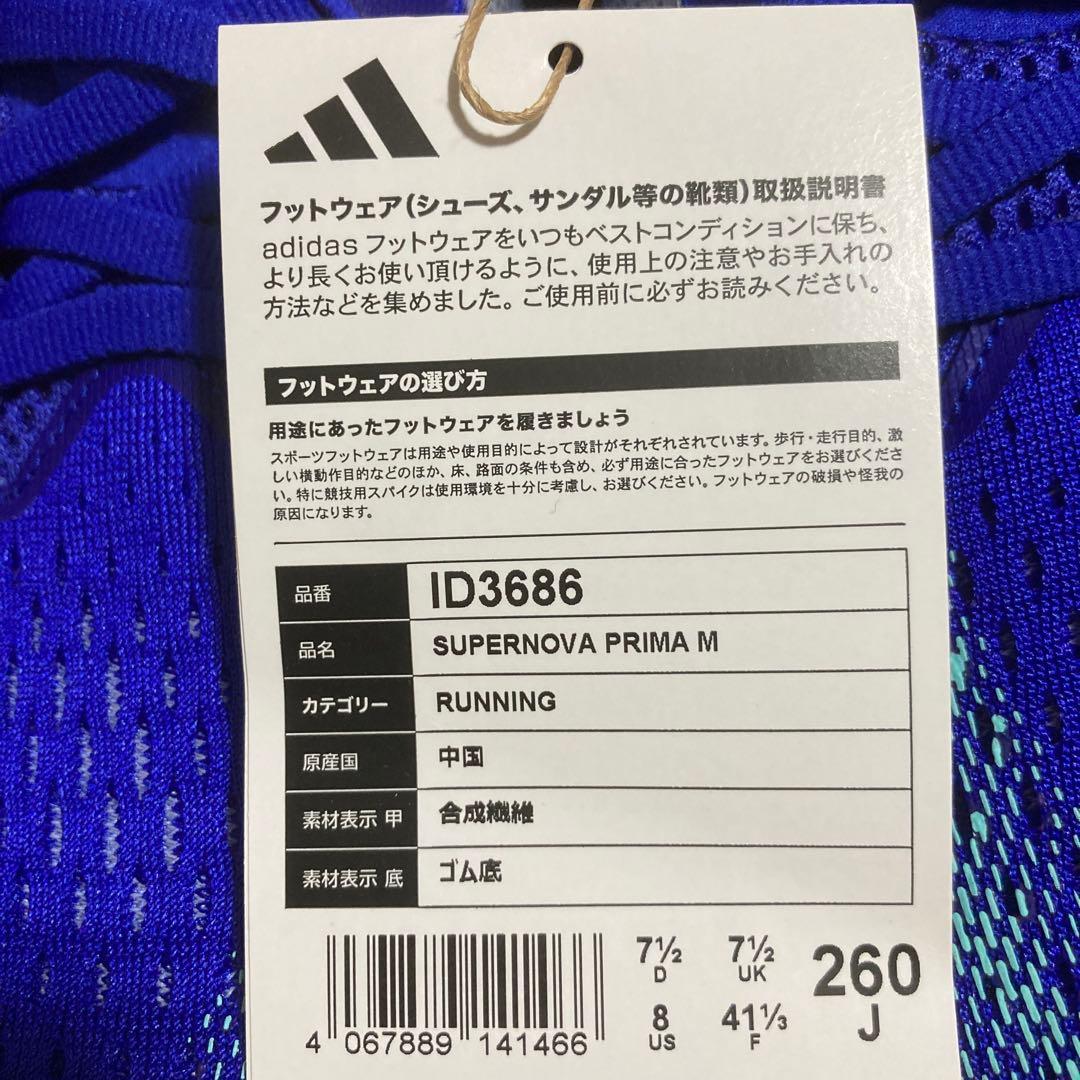 フットウェア(シューズ、サンダル等の靴類)取扱説明書
adidas フットウェアをいつもベストコンディションに保ち、
より長くお使い頂けるように、使用上の注意やお手入れの
方法などを集めました。ご使用前に必ずお読みください。
フットウェアの選び方
用途にあったフットウェアを履きましょう
スポーツフットウェアは用途や使用目的によって設計がそれぞれされています。歩行・走行目的、激
しい横動作目的などのほか、床、路面の条件も含め、必ず用途に合ったフットウェアをお選びくださ
い。特に競技用スパイクは使用環境を十分に考慮し、お選びください。フットウェアの破損や怪我の
原因になります。
品番 ID3686
品名 SUPERNOVA PRIMA M
カテゴリー RUNNING
原産国 中国
素材表示 甲 合成繊維
素材表示 底 ゴム底
7½ 7½ 260
D UK J
8 41⅓
US F
4 067889 141466